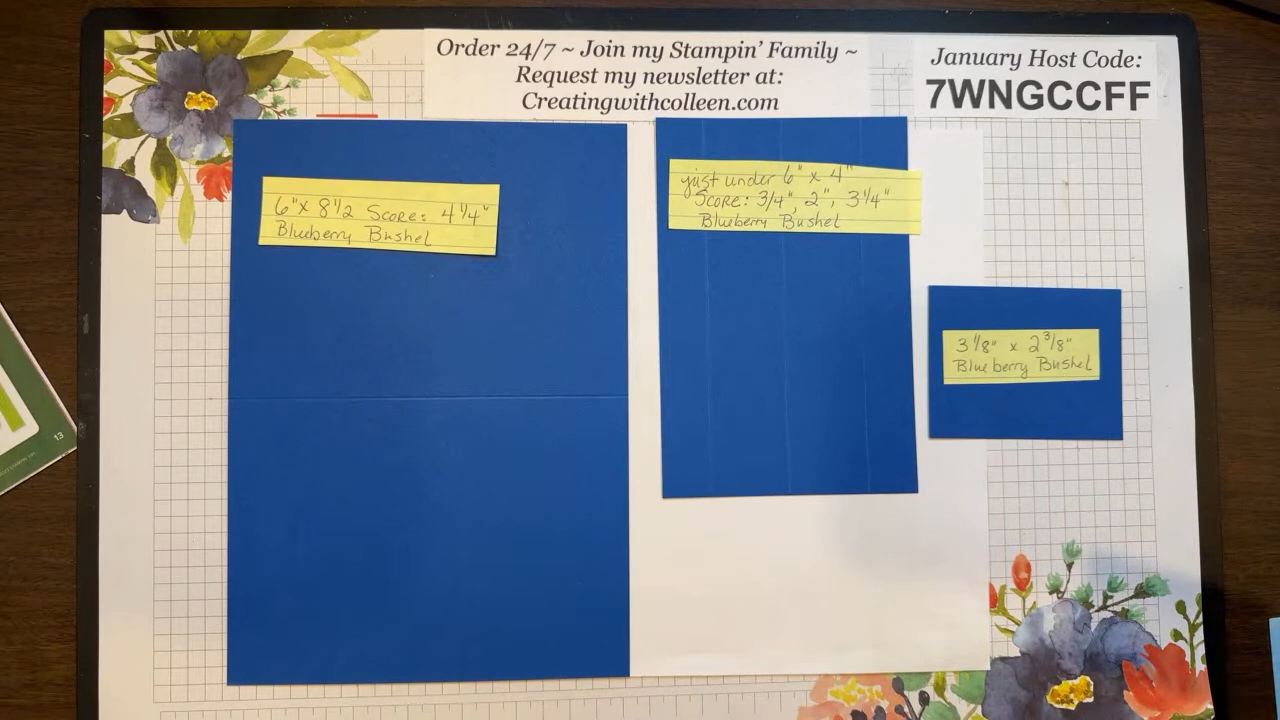 Order 24/7 ~ Join my Stampin' Family ~
Request my newsletter at:
Creatingwithcolleen.com
January Host Code:
7WNGCCFF
6" x 8 1/2 Score: 4 1/4"
Blueberry Bushel
just under 6" x 4"
Score: 3/4", 2", 3 1/4"
Blueberry Bushel
3 1/8" x 2 3/8"
Blueberry Bushel
13